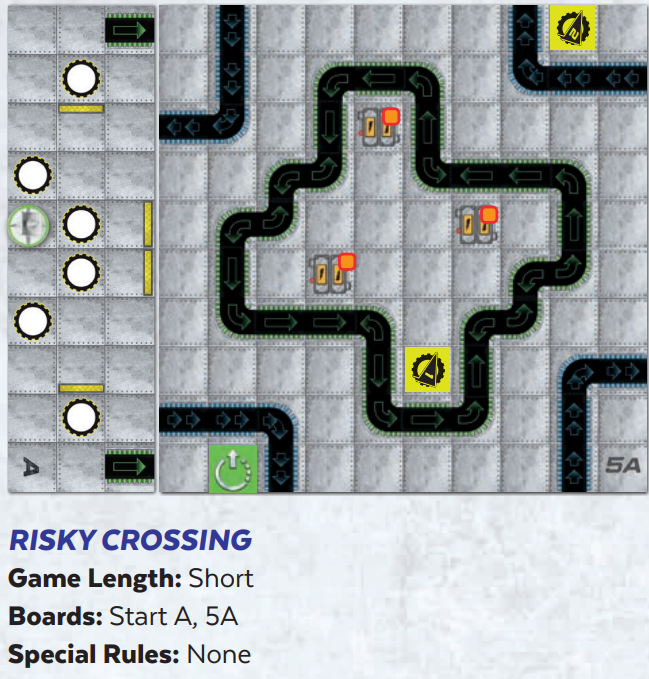 5A
A
RISKY CROSSING
Game Length: Short
Boards: Start A, 5A
Special Rules: None